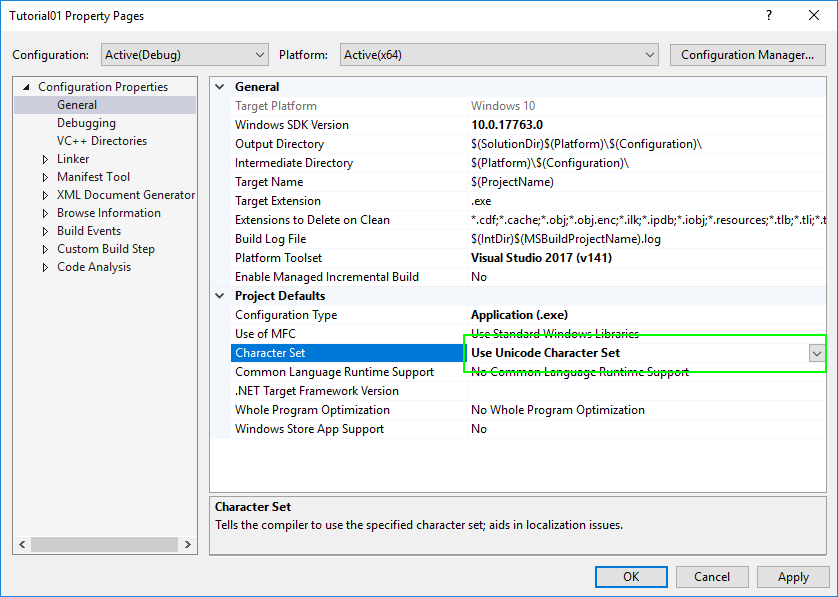 Tutorial01 Property Pages
?
Configuration: Active(Debug) Platform: Active(x64) Configuration Manager...
Configuration Properties
General
Debugging
VC++ Directories
Linker
Manifest Tool
XML Document Generator
Browse Information
Build Events
Custom Build Step
Code Analysis
General
Target Platform Windows 10
Windows SDK Version 10.0.17763.0
Output Directory $(SolutionDir)$(Platform)\$(Configuration)\
Intermediate Directory $(Platform)\$(Configuration)\
Target Name $(ProjectName)
Target Extension .exe
Extensions to Delete on Clean *.cdf;*.cache;*.obj;*.obj.enc;*.ilk;*.ipdb;*.iobj;*.resources;*.tlb;*.tli;*.t
Build Log File $(IntDir)$(MSBuildProjectName).log
Platform Toolset Visual Studio 2017 (v141)
Enable Managed Incremental Build No
Project Defaults
Configuration Type Application (.exe)
Use of MFC Use Standard Windows Libraries
Character Set Use Unicode Character Set
Common Language Runtime Support No Common Language Runtime Support
.NET Target Framework Version
Whole Program Optimization No Whole Program Optimization
Windows Store App Support No
Character Set
Tells the compiler to use the specified character set; aids in localization issues.
OK Cancel Apply